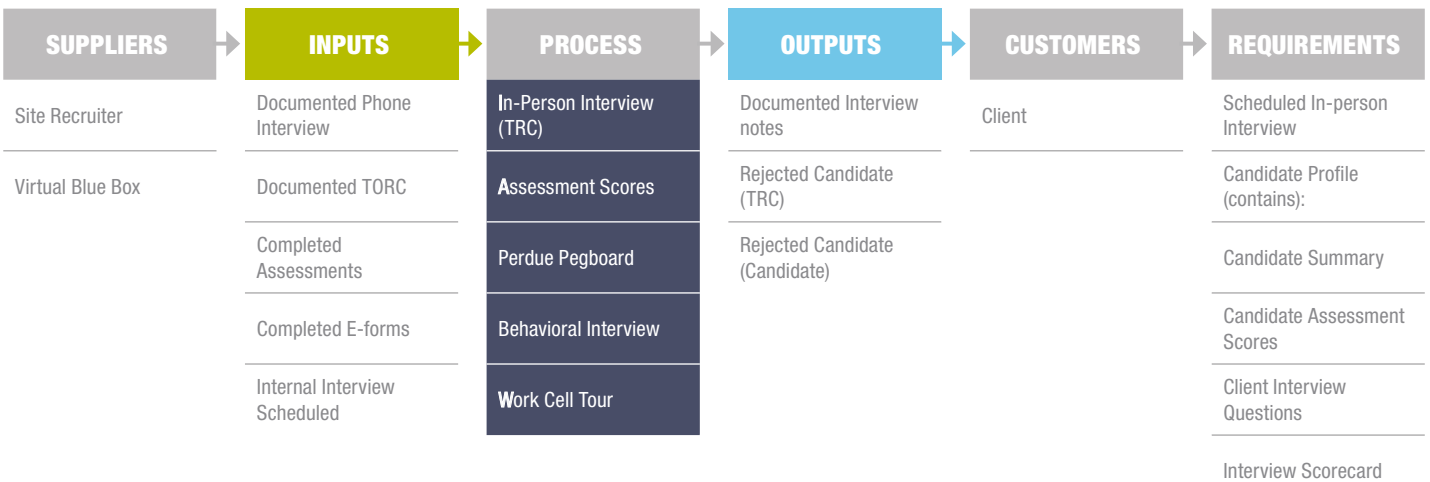 SUPPLIERS
Site Recruiter
Virtual Blue Box
INPUTS
Documented Phone
Interview
Documented TORC
Completed
Assessments
Completed E-forms
Internal Interview
Scheduled
PROCESS
In-Person Interview
(TRC)
Assessment Scores
Perdue Pegboard
Behavioral Interview
Work Cell Tour
OUTPUTS
Documented Interview
notes
Rejected Candidate
(TRC)
Rejected Candidate
(Candidate)
CUSTOMERS
Client
REQUIREMENTS
Scheduled In-person
Interview
Candidate Profile
(contains):
Candidate Summary
Candidate Assessment
Scores
Client Interview
Questions
Interview Scorecard